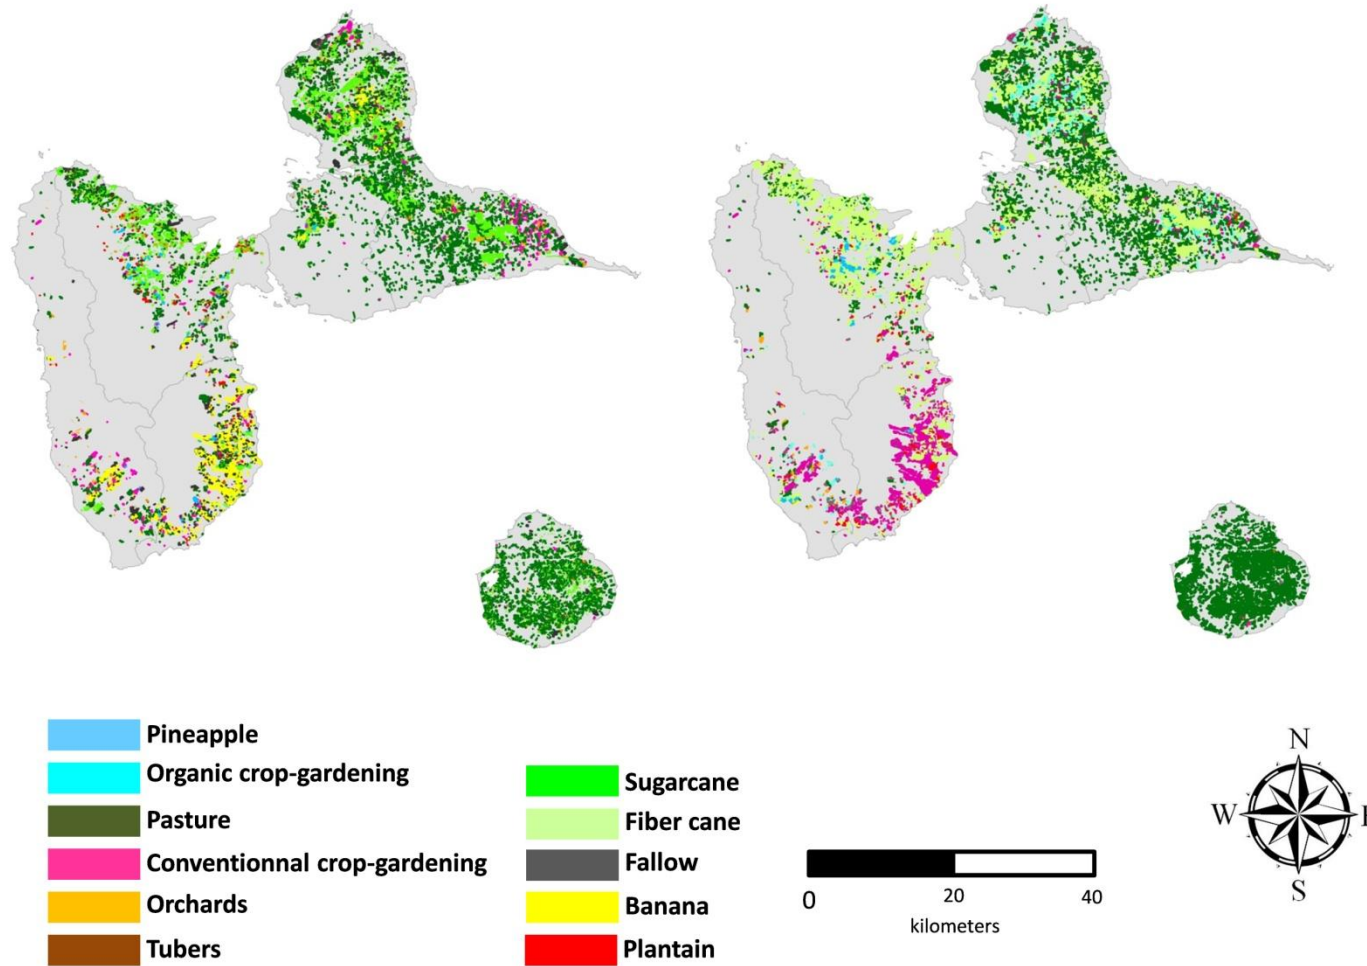 Pineapple
Organic crop-gardening
Pasture
Conventionnal crop-gardening
Orchards
Tubers
Sugarcane
Fiber cane
Fallow
Banana
Plantain
0 20 40
kilometers
N
W E
S